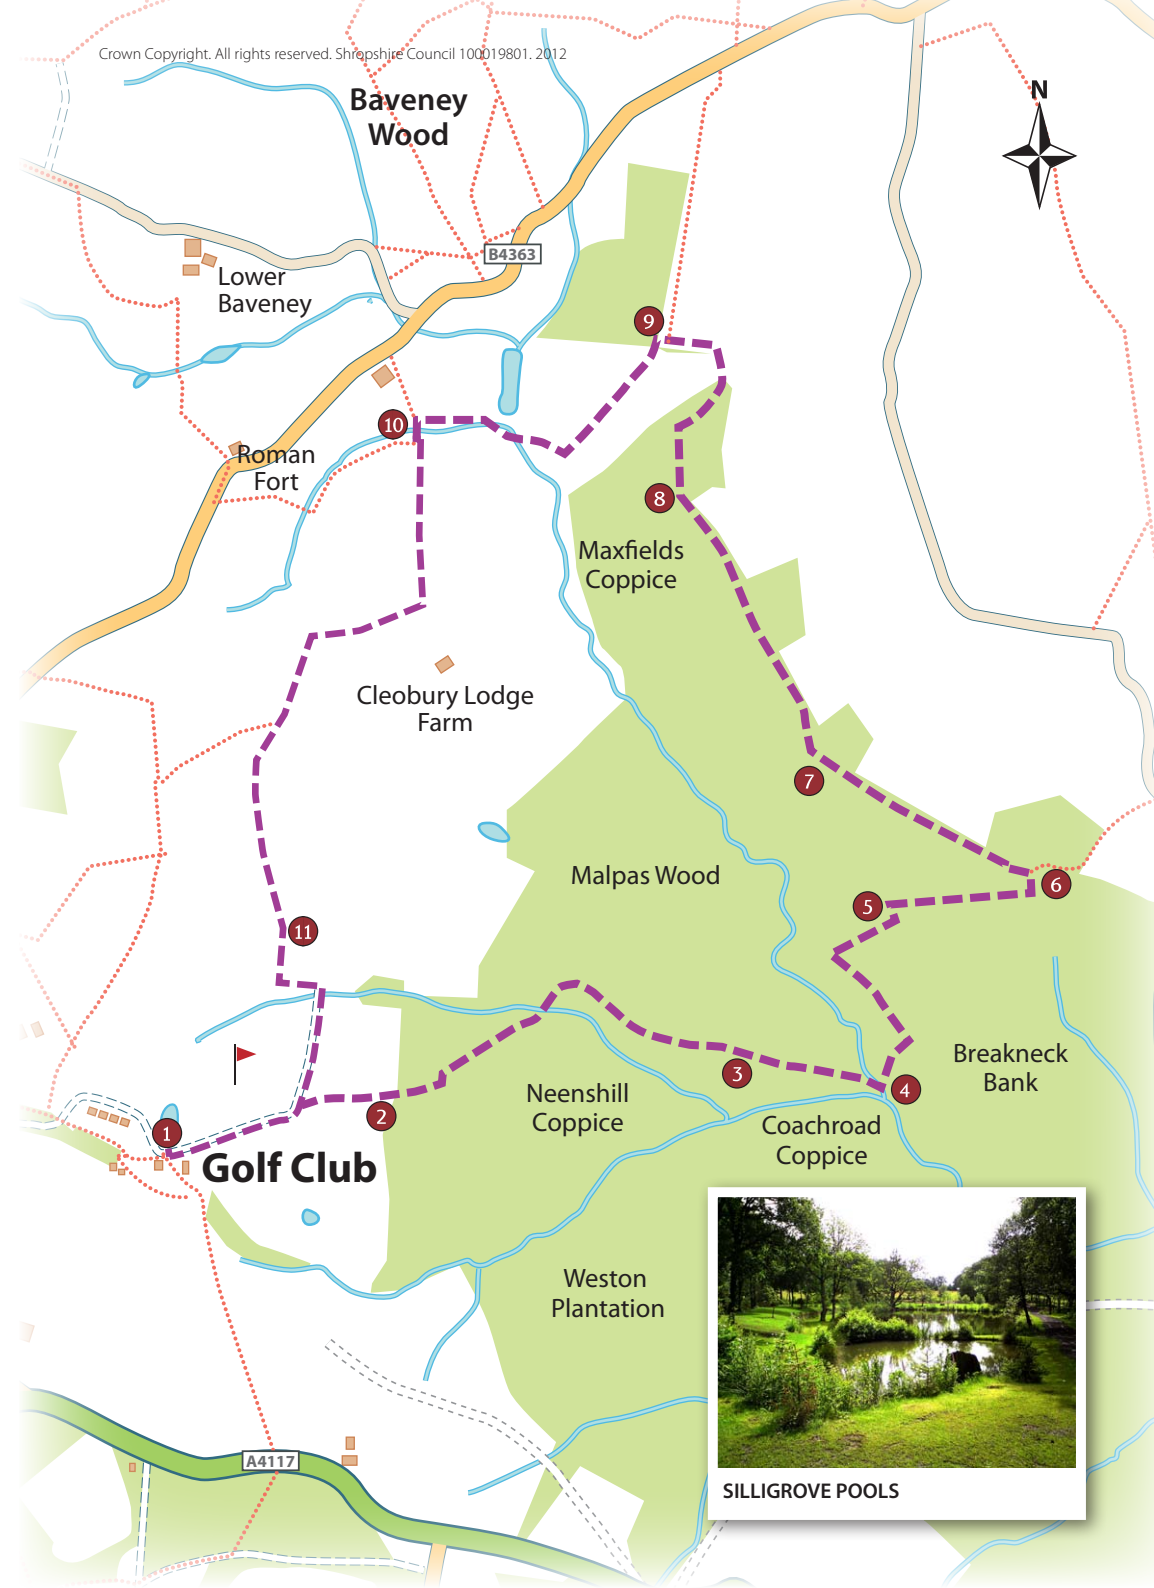 Crown Copyright. All rights reserved. Shropshire Council 100019801. 2012
N
Baveney
Wood
B4363
Lower
Baveney
9
10
Roman
Fort
8
Maxfields
Coppice
Cleobury Lodge
Farm
7
Malpas Wood
6
5
11
3
Breakneck
Bank
4
Neenshill
Coppice
2
Coachroad
Coppice
1
Golf Club
Weston
Plantation
A4117
SILLIGROVE POOLS